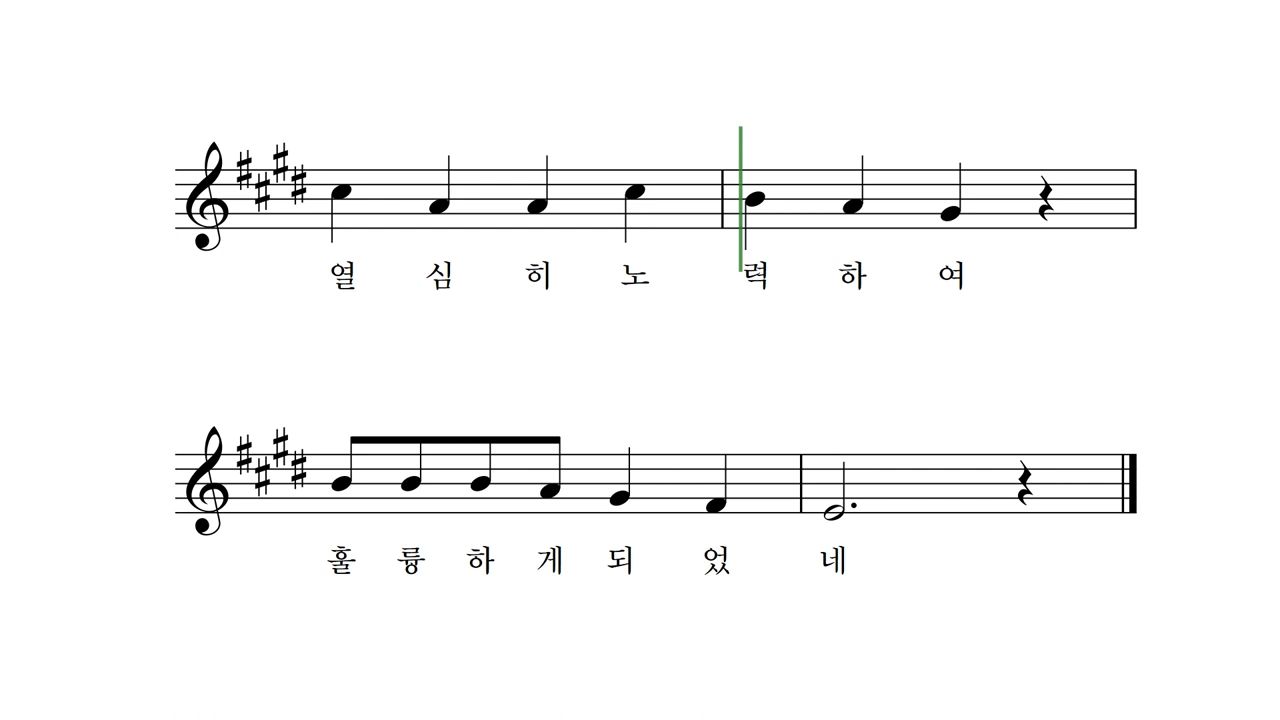 열 심 히 노 력 하 여
훌 륭 하 게 되 었 네